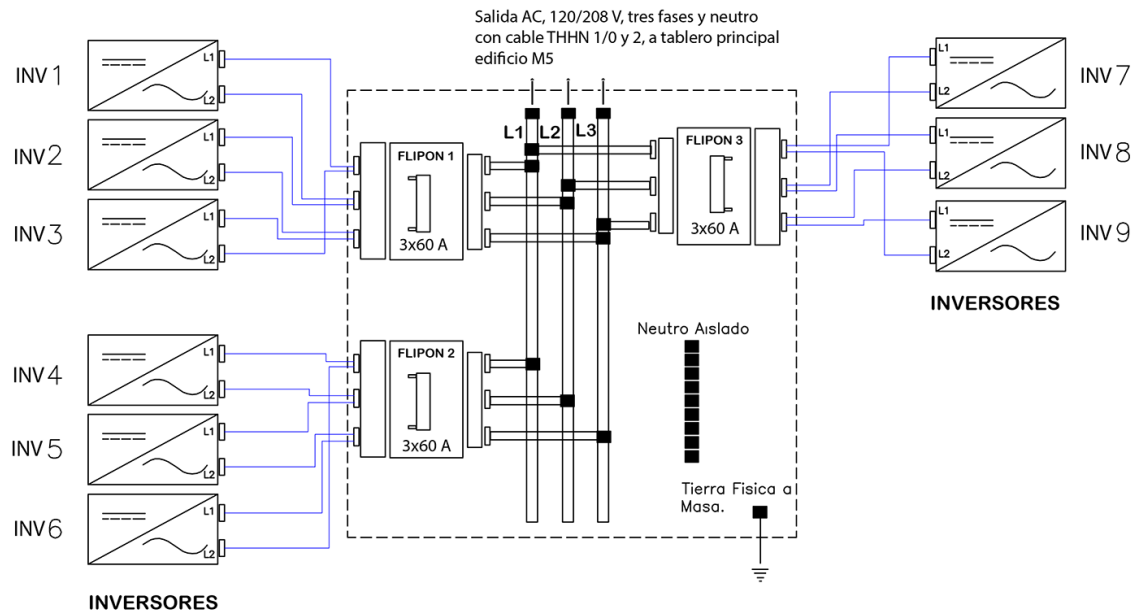 Salida AC, 120/208 V, tres fases y neutro
con cable THHN 1/0 y 2, a tablero principal
edificio M5
INV 1
L1
L2
INV 2
L1
L2
INV 3
L1
L2
L1 L2 L3
FLIPON 1
3x60 A
FLIPON 3
3x60 A
L1
L2
INV 7
L1
L2
INV 8
L1
L2
INV 9
INVERSORES
INV 4
L1
L2
INV 5
L1
L2
INV 6
L1
L2
FLIPON 2
3x60 A
Neutro Aislado
Tierra Fisica a
Masa.
INVERSORES